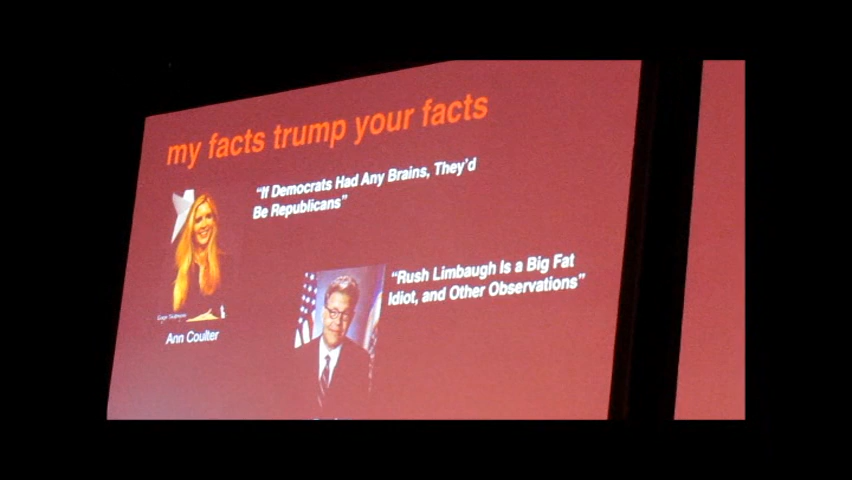 my facts trump your facts
“If Democrats Had Any Brains, They’d
Be Republicans”
“Rush Limbaugh Is a Big Fat
Idiot, and Other Observations”
Ann Coulter